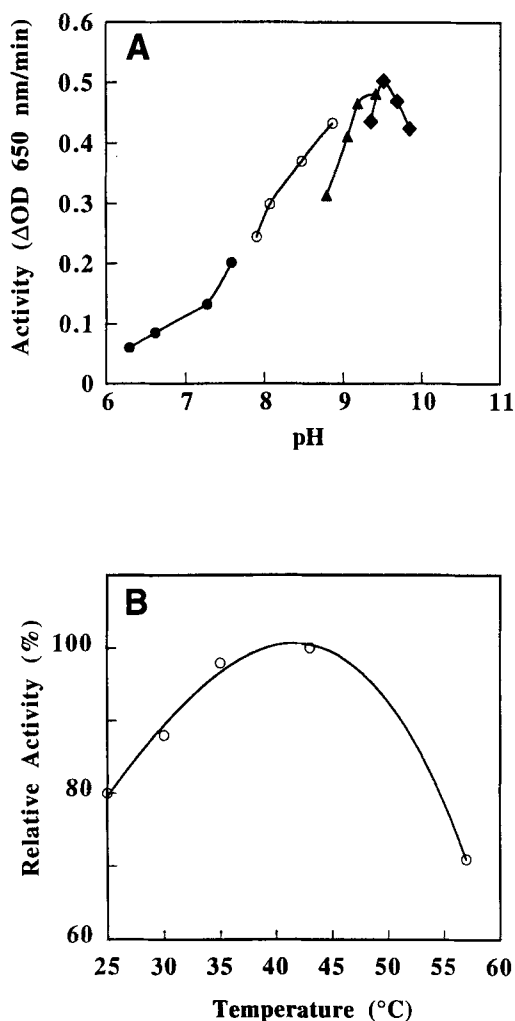 A
0.6
0.5
0.4
0.3
0.2
0.1
0
Activity (ΔOD 650 nm/min)
6 7 8 9 10 11
pH
B
100
80
60
Relative Activity (%)
25 30 35 40 45 50 55 60
Temperature (°C)